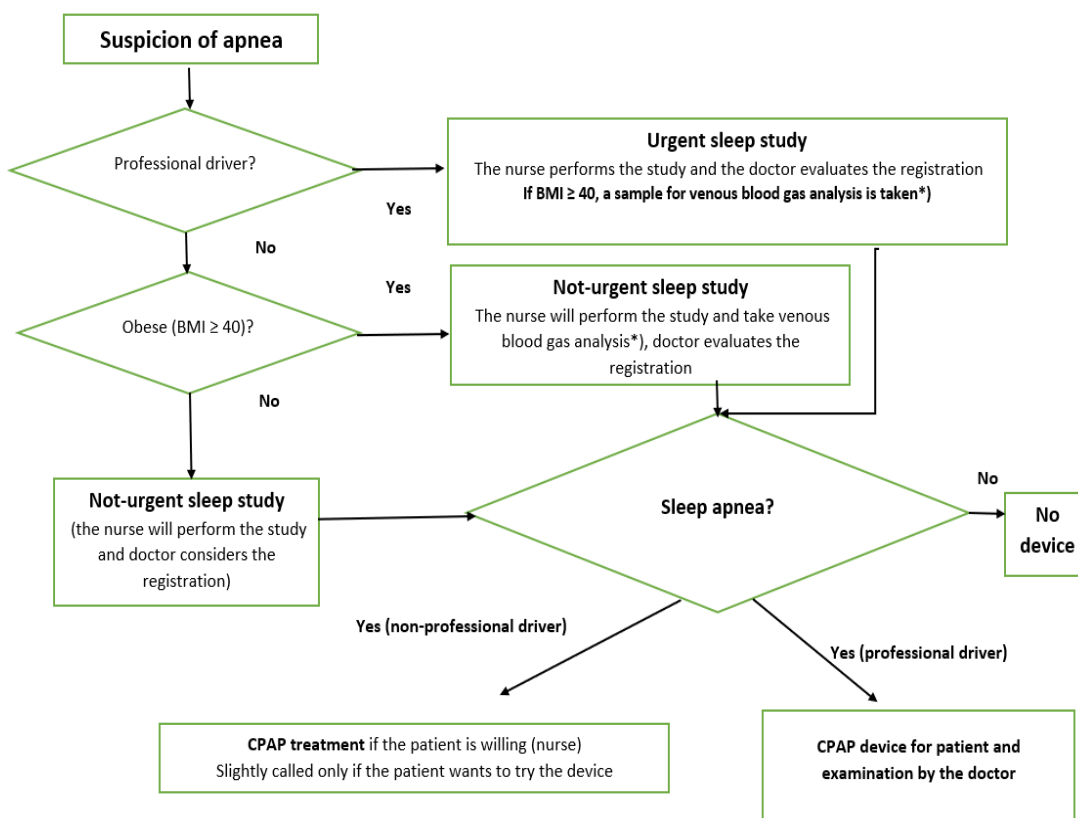 Suspicion of apnea
Professional driver?
Yes
No
Urgent sleep study
The nurse performs the study and the doctor evaluates the registration
If BMI ≥ 40, a sample for venous blood gas analysis is taken*)
Obese (BMI ≥ 40)?
Yes
No
Not-urgent sleep study
The nurse will perform the study and take venous
blood gas analysis*), doctor evaluates the
registration
Not-urgent sleep study
(the nurse will perform the study
and doctor considers the
registration)
Sleep apnea?
No
No
device
Yes (non-professional driver)
Yes (professional driver)
CPAP treatment if the patient is willing (nurse)
Slightly called only if the patient wants to try the device
CPAP device for patient and
examination by the doctor